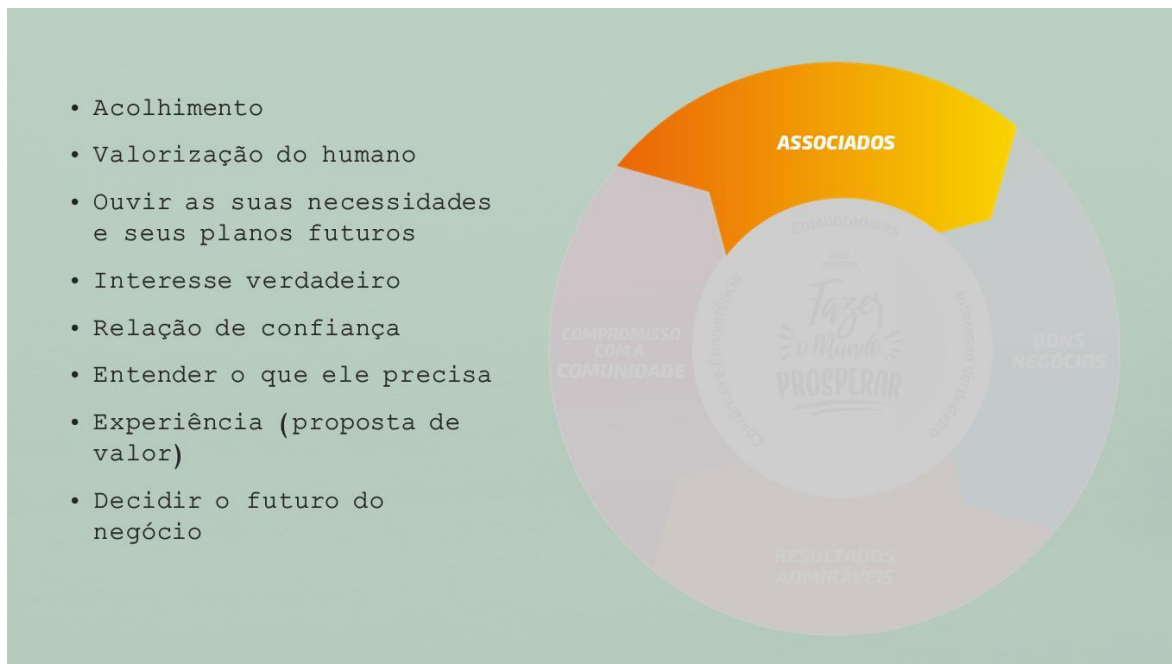 • Acolhimento
• Valorização do humano
• Ouvir as suas necessidades
e seus planos futuros
• Interesse verdadeiro
• Relação de confiança
• Entender o que ele precisa
• Experiência (proposta de
valor)
• Decidir o futuro do
negócio
ASSOCIADOS
Colaboradores
Fazer
o Mundo
PROSPERAR
Coerência e Consistência
Interesse Verdadeiro
COMPROMISSO
COM A
COMUNIDADE
BONS
NEGÓCIOS
RESULTADOS
ADMIRÁVEIS